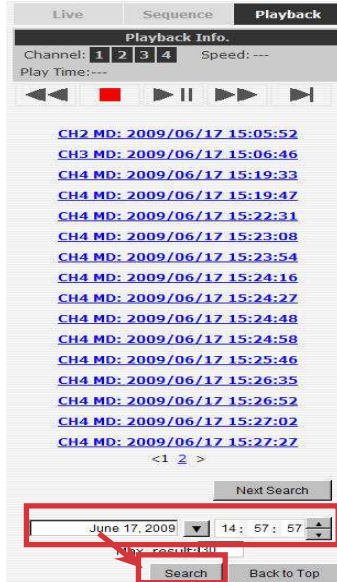 Live Sequence Playback
Playback Info.
Channel: 1 2 3 4 Speed: ---
Play Time:---
CH2 MD: 2009/06/17 15:05:52
CH3 MD: 2009/06/17 15:06:46
CH4 MD: 2009/06/17 15:19:33
CH4 MD: 2009/06/17 15:19:47
CH4 MD: 2009/06/17 15:22:31
CH4 MD: 2009/06/17 15:23:08
CH4 MD: 2009/06/17 15:23:54
CH4 MD: 2009/06/17 15:24:16
CH4 MD: 2009/06/17 15:24:27
CH4 MD: 2009/06/17 15:24:48
CH4 MD: 2009/06/17 15:24:58
CH4 MD: 2009/06/17 15:25:46
CH4 MD: 2009/06/17 15:26:35
CH4 MD: 2009/06/17 15:26:52
CH4 MD: 2009/06/17 15:27:02
CH4 MD: 2009/06/17 15:27:27
<1 2 >
Next Search
June 17, 2009 14: 57: 57
Max. result:130
Search Back to Top